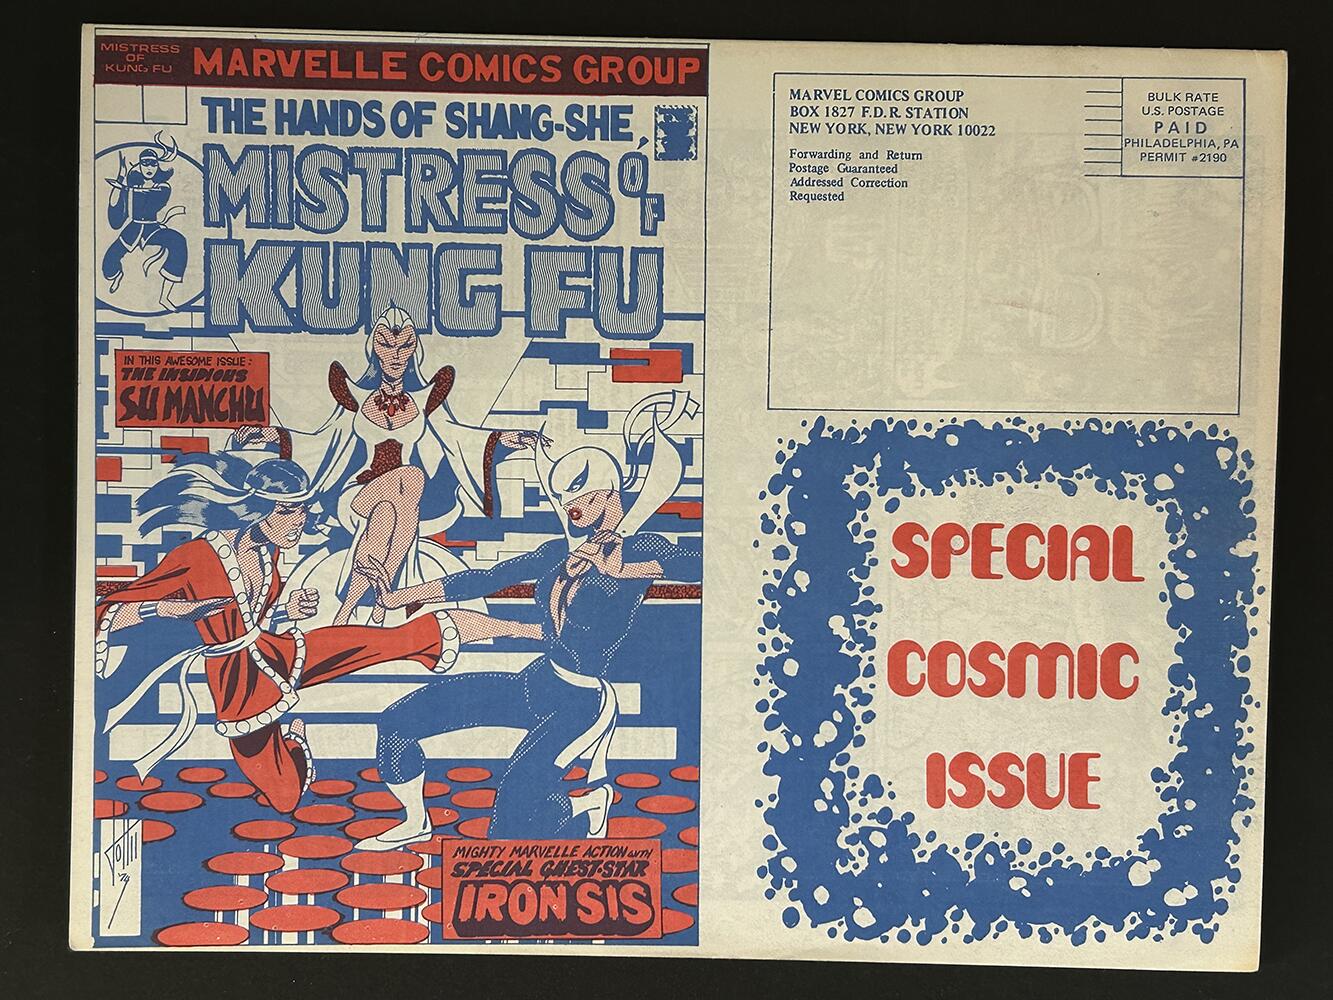 MISTRESS
OF
KUNG FU
MARVELLE COMICS GROUP
THE HANDS OF SHANG-SHE,
MISTRESS O'F
KUNG FU
IN THIS AWESOME ISSUE:
THE INSIDIOUS
SU MANCHU
'74
MIGHTY MARVELLE ACTION WITH
SPECIAL GUEST-STAR
IRON SIS
MARVEL COMICS GROUP
BOX 1827 F.D.R. STATION
NEW YORK, NEW YORK 10022
Forwarding and Return
Postage Guaranteed
Addressed Correction
Requested
BULK RATE
U.S. POSTAGE
PAID
PHILADELPHIA, PA
PERMIT #2190
SPECIAL
COSMIC
ISSUE